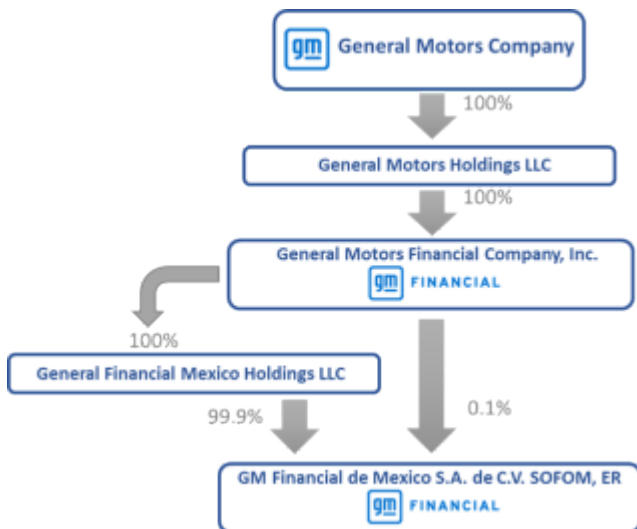 gm General Motors Company
100%
General Motors Holdings LLC
100%
General Motors Financial Company, Inc.
gm FINANCIAL
100%
General Financial Mexico Holdings LLC
99.9%
0.1%
GM Financial de Mexico S.A. de C.V. SOFOM, ER
gm FINANCIAL